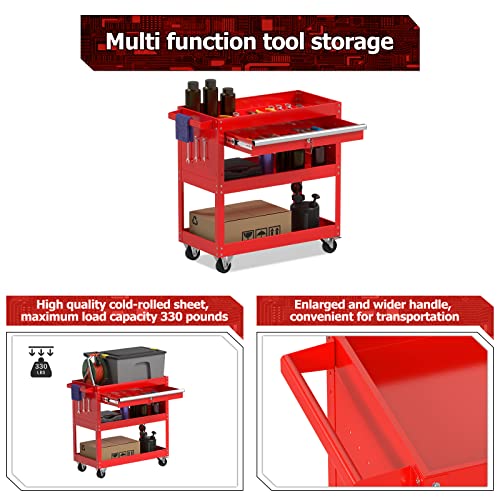 Multi function tool storage
High quality cold-rolled sheet,
maximum load capacity 330 pounds
Enlarged and wider handle,
convenient for transportation
330
LBS